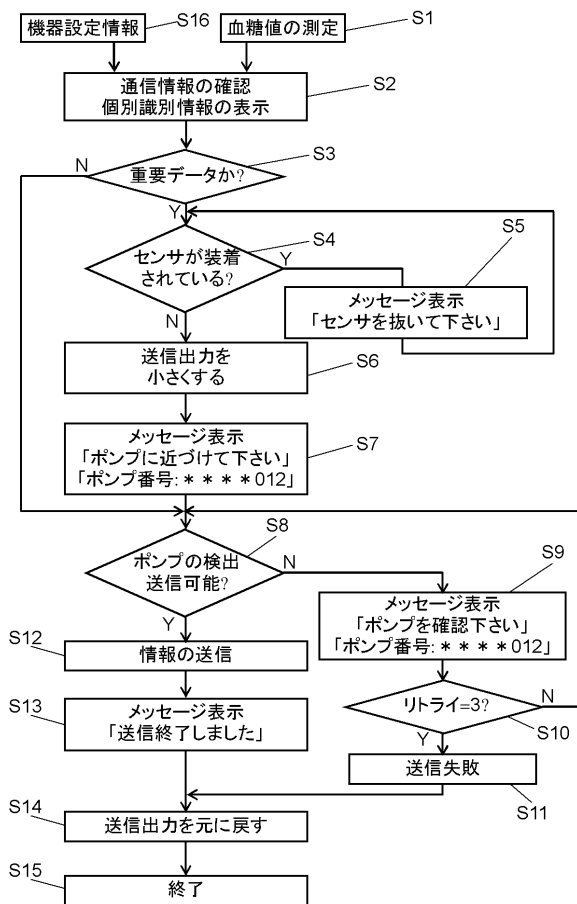 機器設定情報
S16
血糖値の測定
S1
通信情報の確認
個別識別情報の表示
S2
N
重要データか?
S3
Y
センサが装着
されている?
S4
Y
S5
メッセージ表示
「センサを抜いて下さい」
N
送信出力を
小さくする
S6
メッセージ表示
「ポンプに近づけて下さい」
「ポンプ番号:＊＊＊＊012」
S7
ポンプの検出
送信可能?
S8
N
S9
メッセージ表示
「ポンプを確認下さい」
「ポンプ番号:＊＊＊＊012」
Y
S12
情報の送信
リトライ=3?
N
S10
S13
メッセージ表示
「送信終了しました」
Y
送信失敗
S11
S14
送信出力を元に戻す
S15
終了